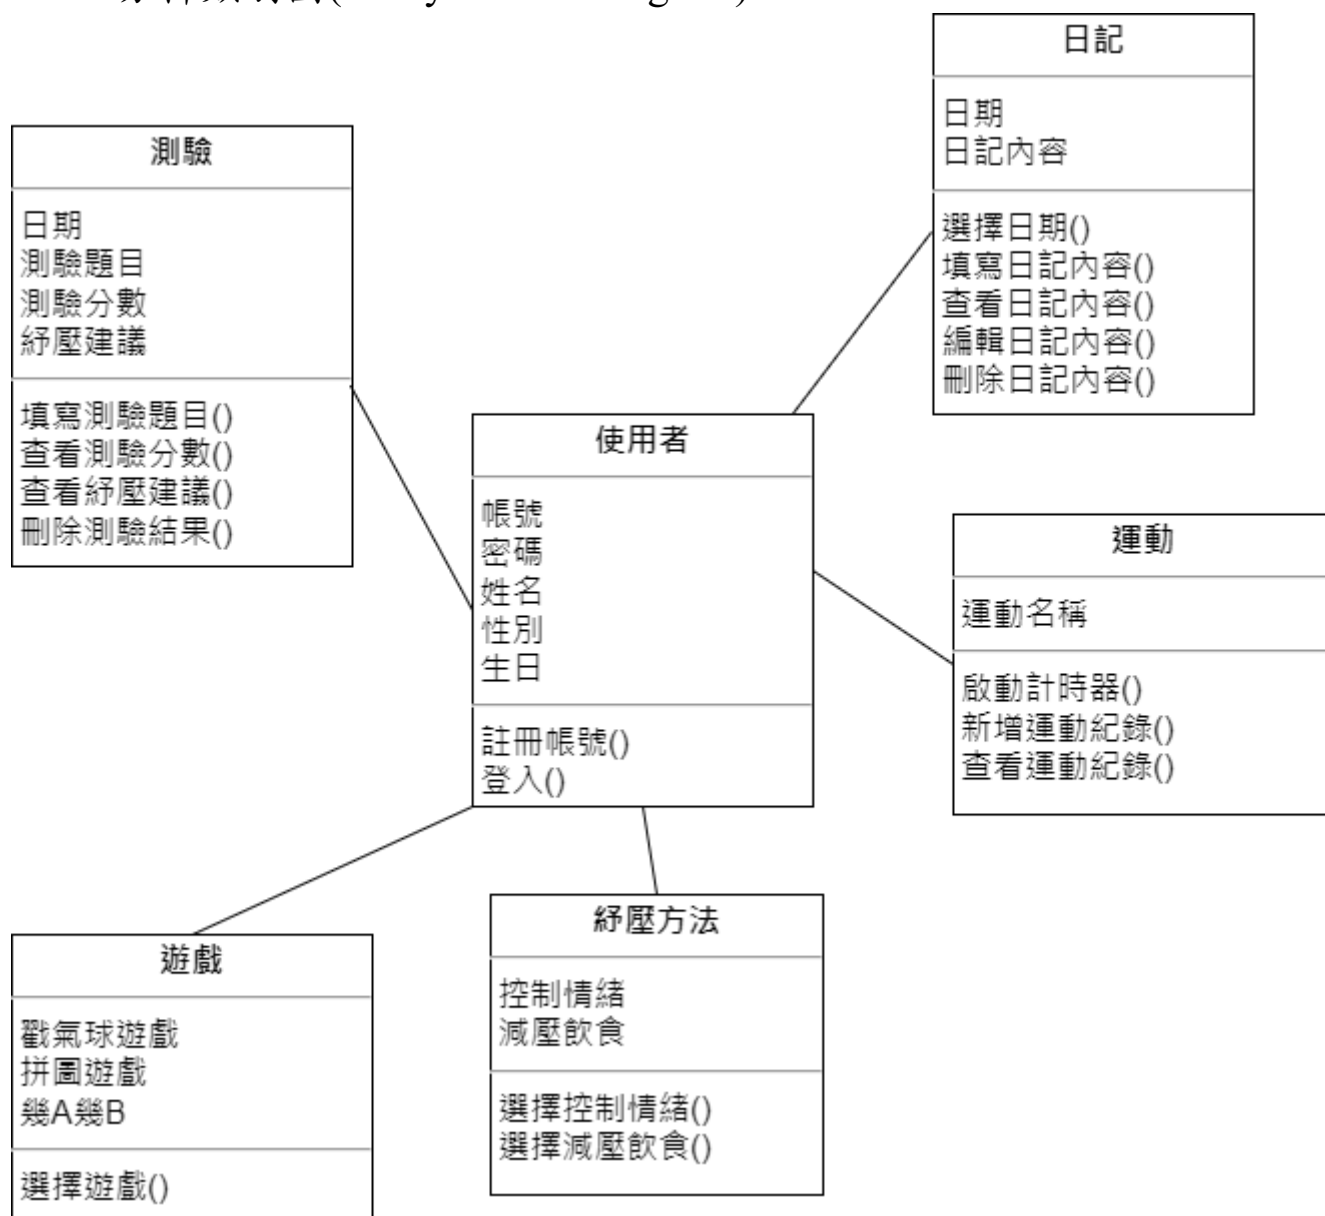 日記
日期
日記內容
選擇日期()
填寫日記內容()
查看日記內容()
編輯日記內容()
刪除日記內容()
測驗
日期
測驗題目
測驗分數
紓壓建議
填寫測驗題目()
查看測驗分數()
查看紓壓建議()
刪除測驗結果()
使用者
帳號
密碼
姓名
性別
生日
註冊帳號()
登入()
運動
運動名稱
啟動計時器()
新增運動紀錄()
查看運動紀錄()
遊戲
戳氣球遊戲
拼圖遊戲
幾A幾B
選擇遊戲()
紓壓方法
控制情緒
減壓飲食
選擇控制情緒()
選擇減壓飲食()